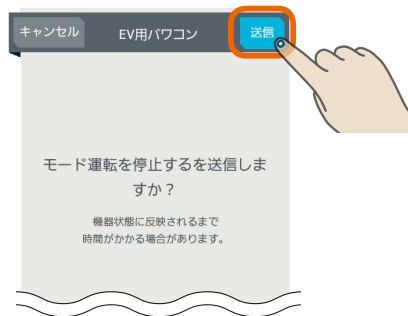 キャンセル EV用パワコン 送信
モード運転を停止するを送信しま
すか？
機器状態に反映されるまで
時間がかかる場合があります。